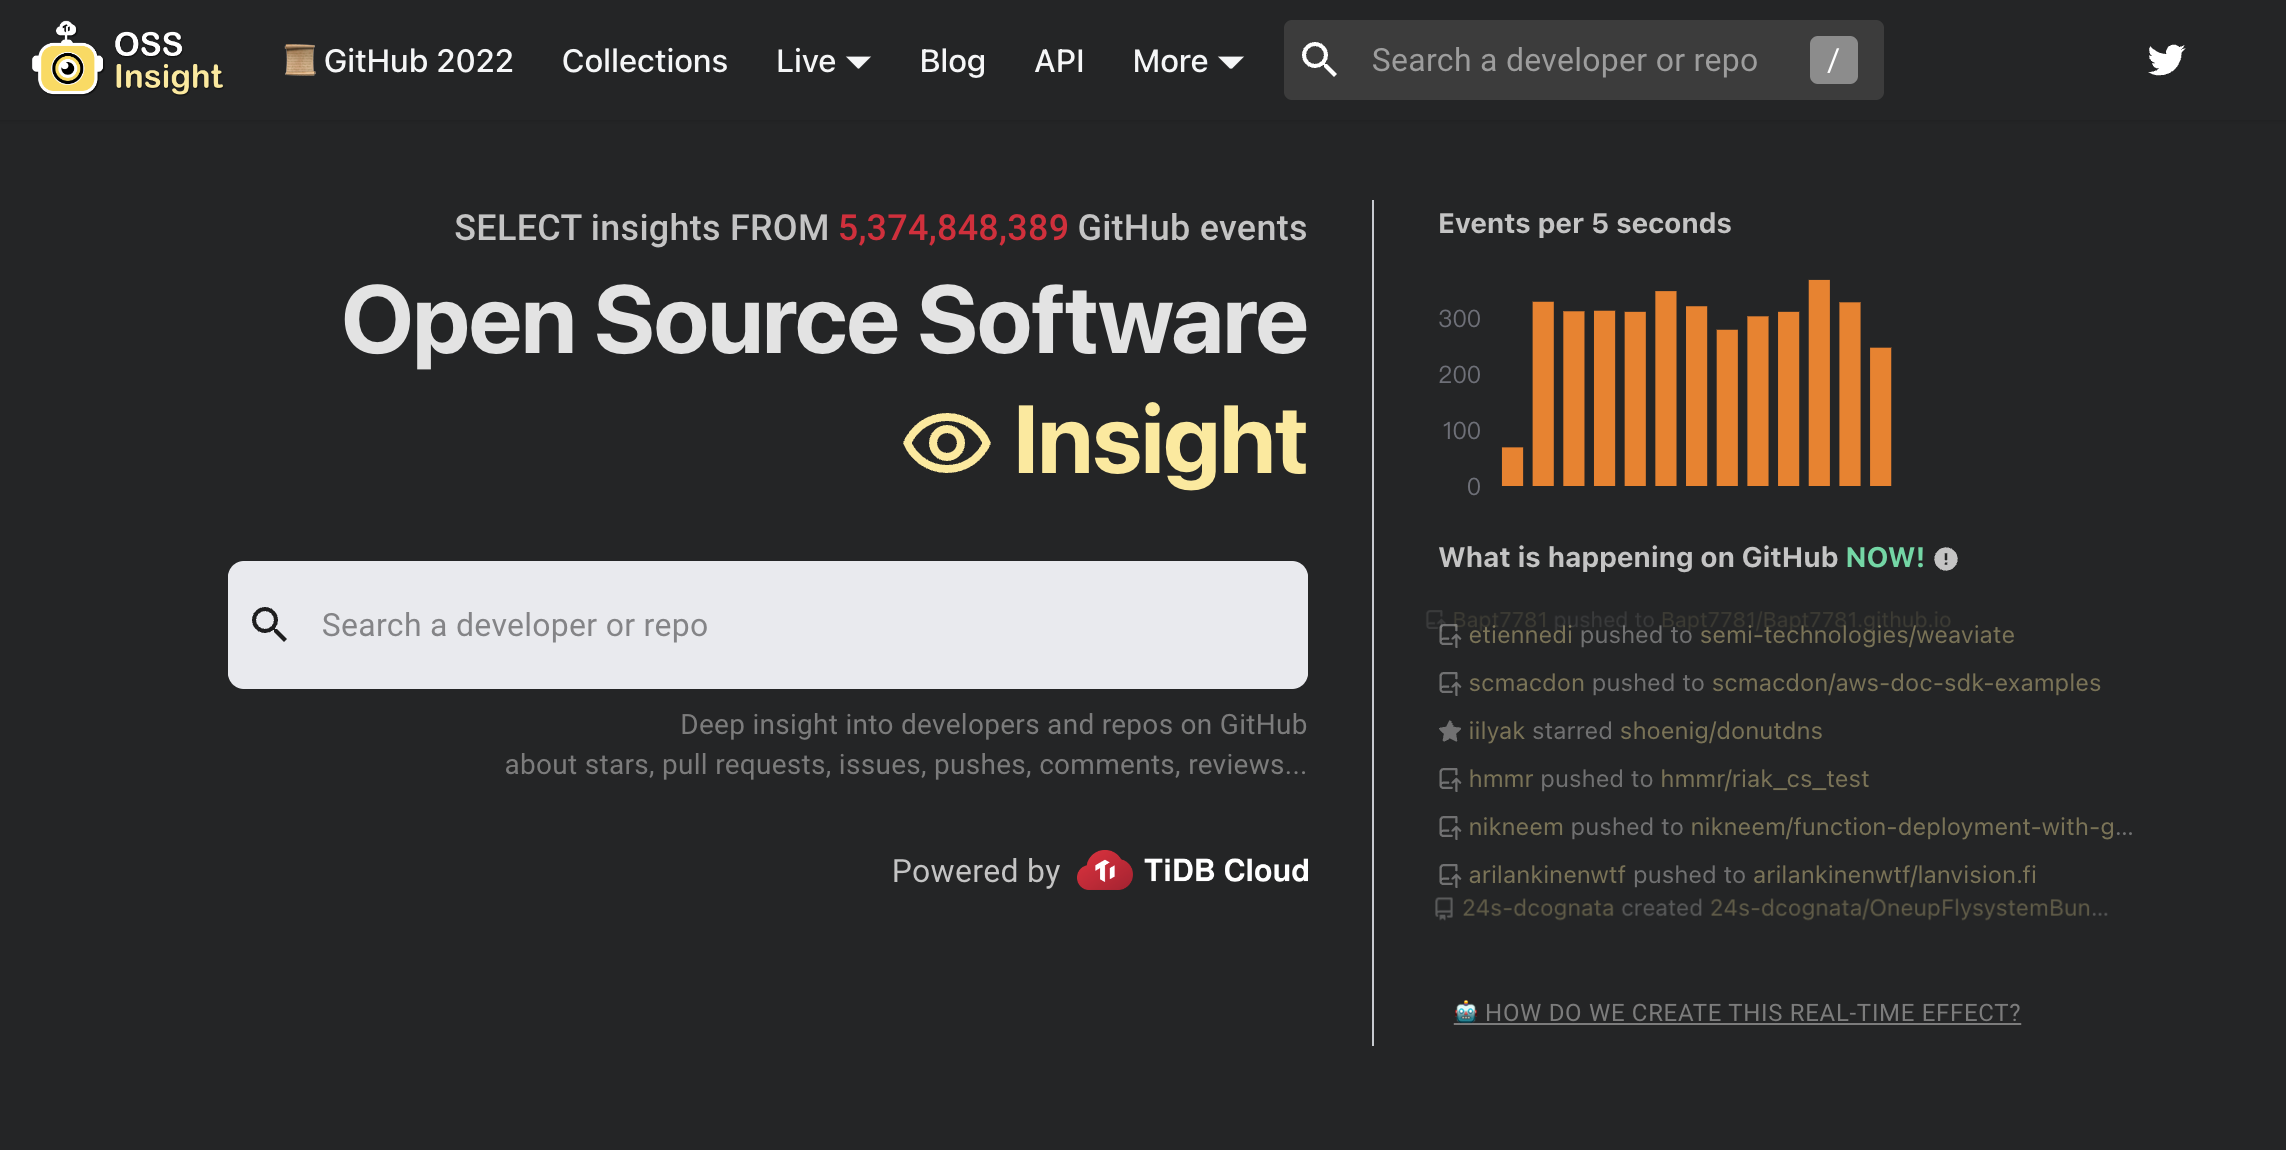 OSS
Insight
GitHub 2022
Collections
Live
Blog
API
More
Search a developer or repo
/
SELECT insights FROM 5,374,848,389 GitHub events
Open Source Software
Insight
Search a developer or repo
Deep insight into developers and repos on GitHub
about stars, pull requests, issues, pushes, comments, reviews...
Powered by TiDB Cloud
Events per 5 seconds
300
200
100
0
What is happening on GitHub NOW!
Bapt7781 pushed to Bapt7781/Bapt7781.github.io
etiennedi pushed to semi-technologies/weaviate
scmacdon pushed to scmacdon/aws-doc-sdk-examples
iilyak starred shoenig/donutdns
hmmr pushed to hmmr/riak_cs_test
nikneem pushed to nikneem/function-deployment-with-g...
arilankinenwtf pushed to arilankinenwtf/lanvision.fi
24s-dcognata created 24s-dcognata/OneupFlysystemBun...
HOW DO WE CREATE THIS REAL-TIME EFFECT?